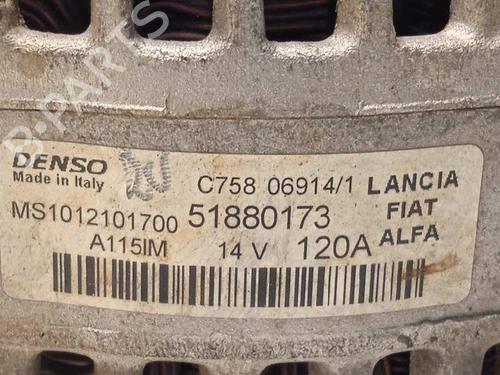 DENSO
Made in Italy
C758 06914/1
LANCIA
MS1012101700
51880173
FIAT
A115IM
14 V
120A
ALFA
B-PARTS